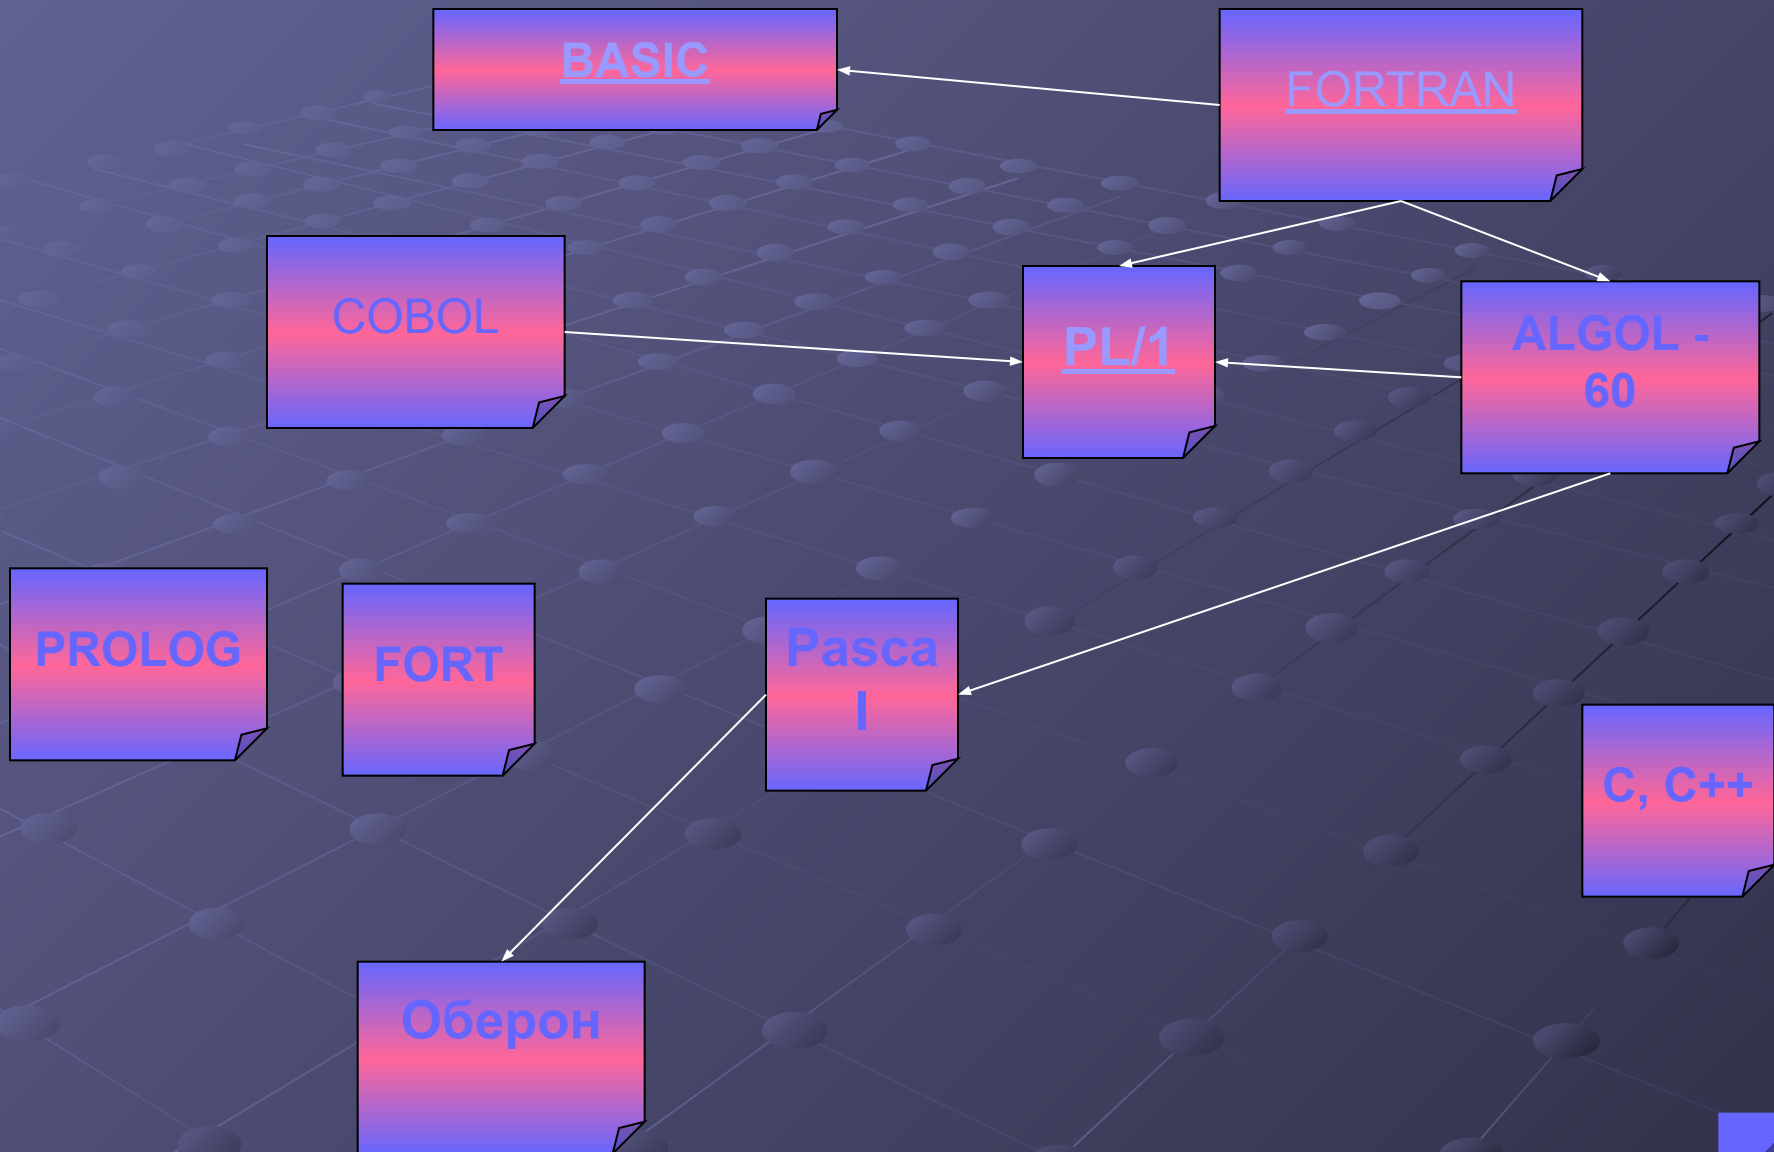 BASIC
FORTRAN
COBOL
PL/1
ALGOL -
60
PROLOG
FORT
Pasca
l
C, C++
Оберон